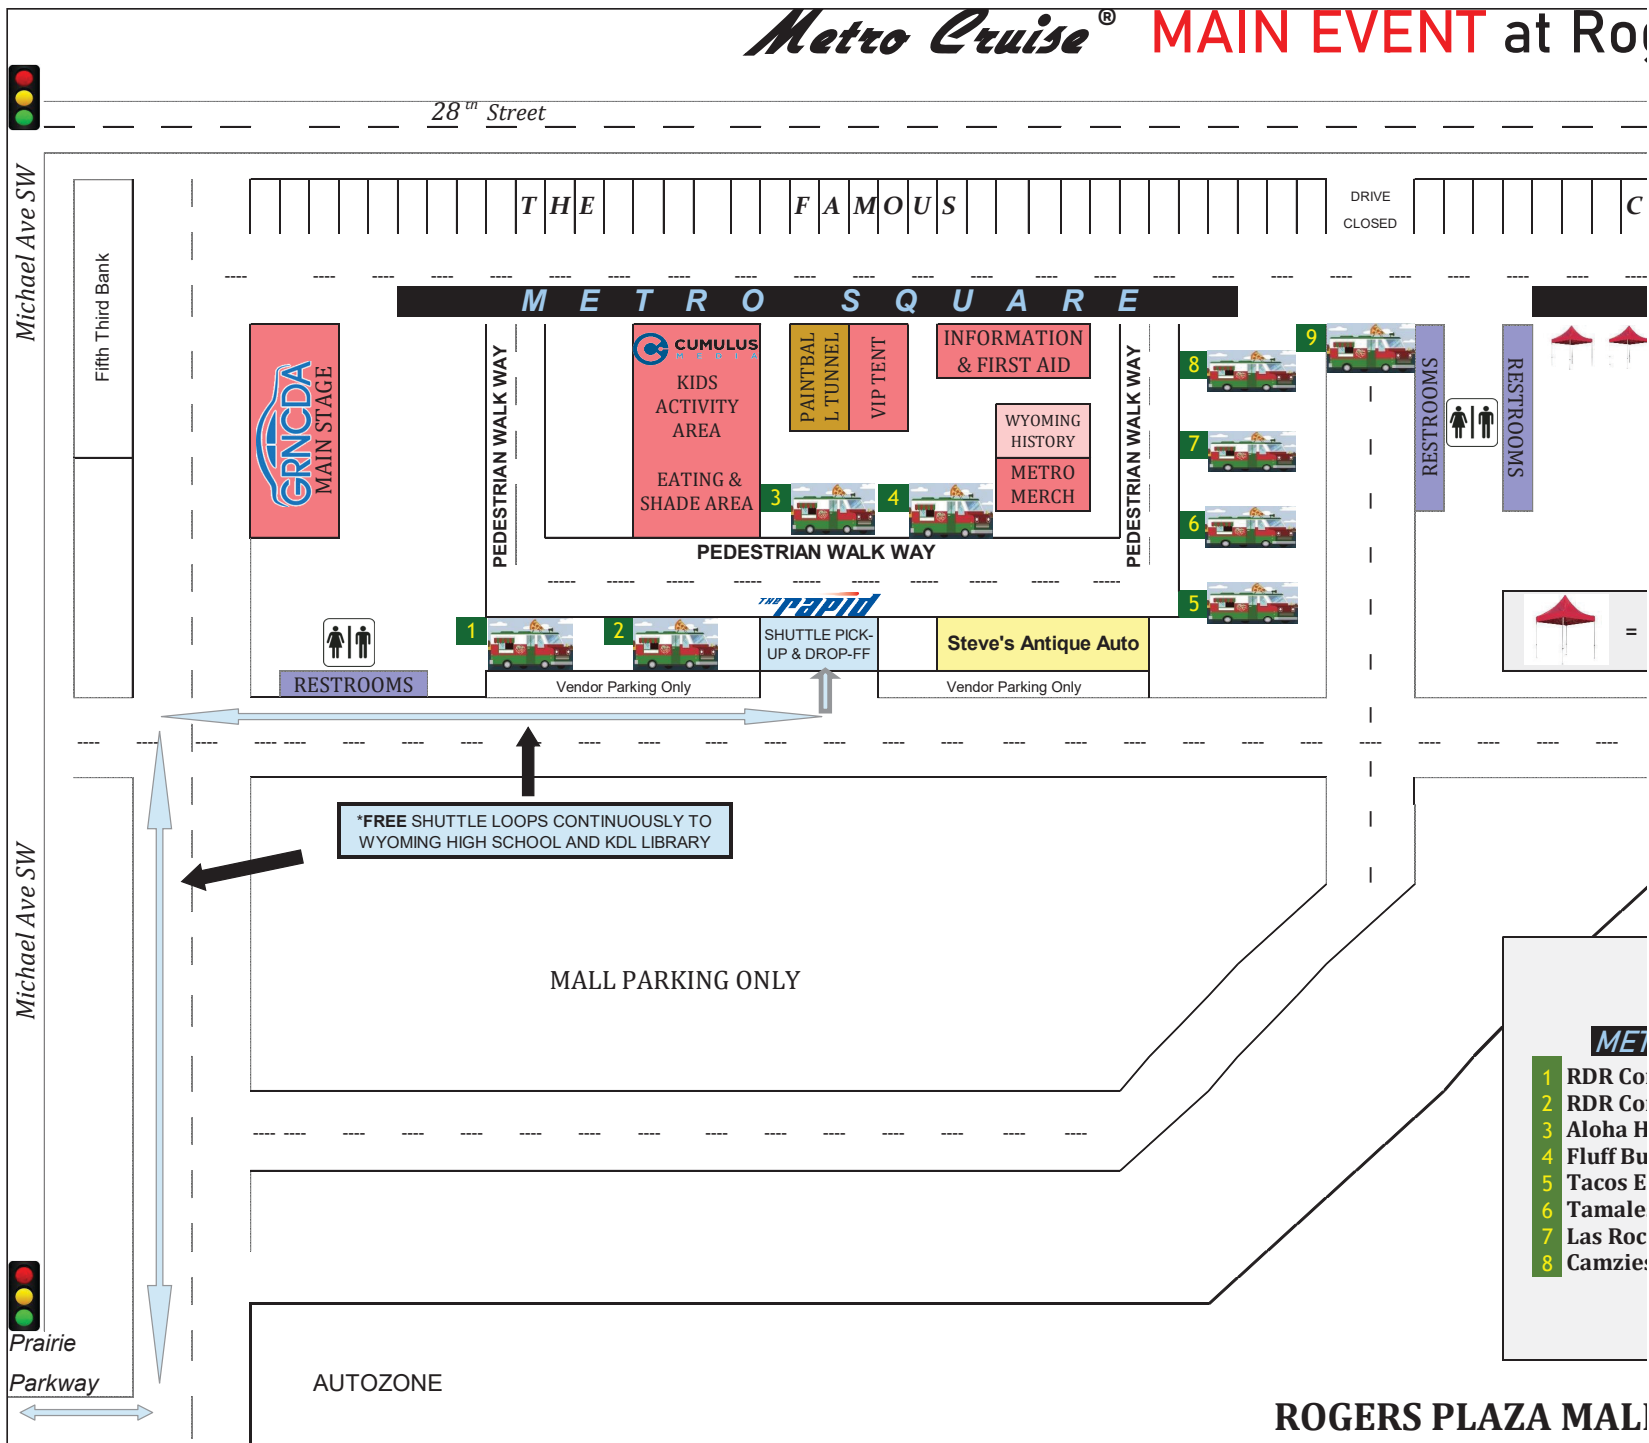 Metro Cruise® MAIN EVENT at Rog
28th Street
Michael Ave SW
Fifth Third Bank
THE FAMOUS
DRIVE
CLOSED
C
METRO SQUARE
GRNCDA
MAIN STAGE
PEDESTRIAN WALK WAY
CUMULUS
MEDIA
KIDS
ACTIVITY
AREA
EATING &
SHADE AREA
PAINTBAL
L TUNNEL
VIP TENT
INFORMATION
& FIRST AID
WYOMING
HISTORY
METRO
MERCH
PEDESTRIAN WALK WAY
3
4
PEDESTRIAN WALK WAY
9
8
7
6
5
RESTROOMS
RESTROOMS
THE rapid
1
2
SHUTTLE PICK-
UP & DROP-FF
Steve's Antique Auto
=
RESTROOMS
Vendor Parking Only
Vendor Parking Only
*FREE SHUTTLE LOOPS CONTINUOUSLY TO
WYOMING HIGH SCHOOL AND KDL LIBRARY
Michael Ave SW
MALL PARKING ONLY
MET
1 RDR Co
2 RDR Co
3 Aloha H
4 Fluff Bu
5 Tacos E
6 Tamale
7 Las Roc
8 Camzies
Prairie
Parkway
AUTOZONE
ROGERS PLAZA MALL